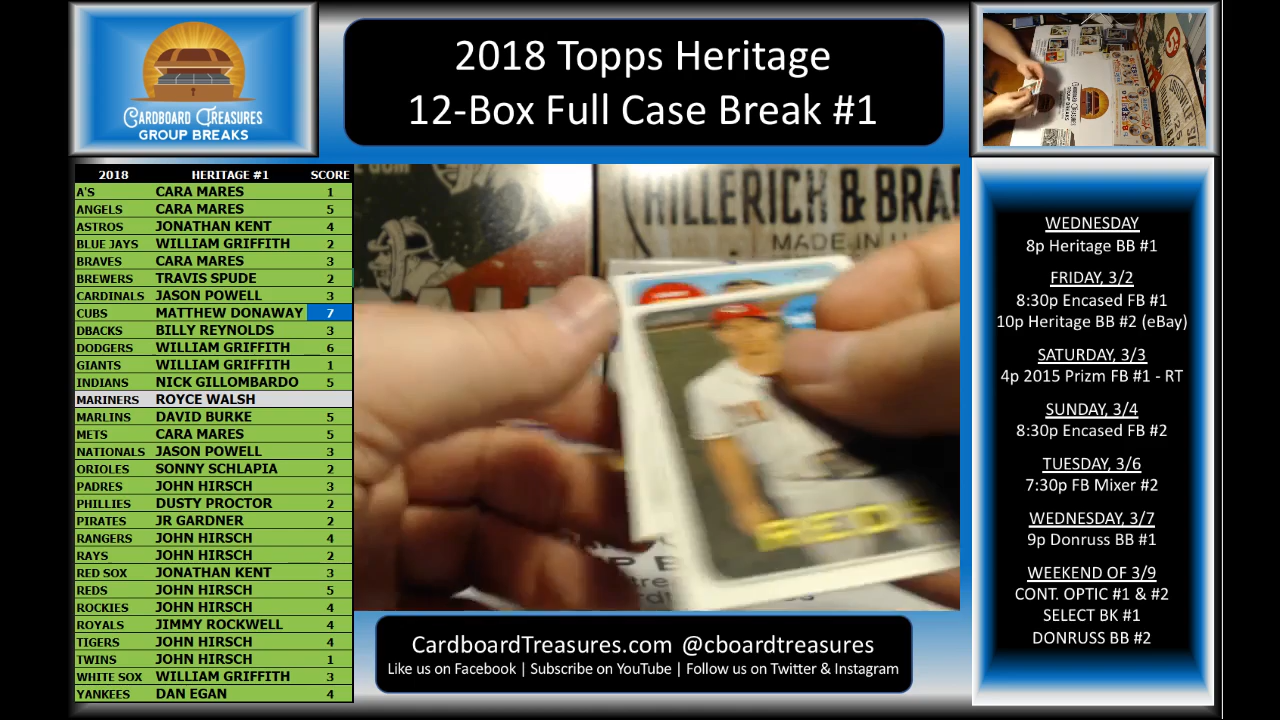 CARDBOARD TREASURES
GROUP BREAKS
2018 Topps Heritage
12-Box Full Case Break #1
2018 HERITAGE #1 SCORE
A'S CARA MARES 1
ANGELS CARA MARES 5
ASTROS JONATHAN KENT 4
BLUE JAYS WILLIAM GRIFFITH 2
BRAVES CARA MARES 3
BREWERS TRAVIS SPUDE 2
CARDINALS JASON POWELL 3
CUBS MATTHEW DONAWAY 7
DBACKS BILLY REYNOLDS 3
DODGERS WILLIAM GRIFFITH 6
GIANTS WILLIAM GRIFFITH 1
INDIANS NICK GILLOMBARDO 5
MARINERS ROYCE WALSH
MARLINS DAVID BURKE 5
METS CARA MARES 5
NATIONALS JASON POWELL 3
ORIOLES SONNY SCHLAPIA 2
PADRES JOHN HIRSCH 3
PHILLIES DUSTY PROCTOR 2
PIRATES JR GARDNER 2
RANGERS JOHN HIRSCH 4
RAYS JOHN HIRSCH 2
RED SOX JONATHAN KENT 3
REDS JOHN HIRSCH 5
ROCKIES JOHN HIRSCH 4
ROYALS JIMMY ROCKWELL 4
TIGERS JOHN HIRSCH 4
TWINS JOHN HIRSCH 1
WHITE SOX WILLIAM GRIFFITH 3
YANKEES DAN EGAN 4
HILLERICH & BRAD
MADE IN U
REDS
CardboardTreasures.com @cboardtreasures
Like us on Facebook | Subscribe on YouTube | Follow us on Twitter & Instagram
WEDNESDAY
8p Heritage BB #1
FRIDAY, 3/2
8:30p Encased FB #1
10p Heritage BB #2 (eBay)
SATURDAY, 3/3
4p 2015 Prizm FB #1 - RT
SUNDAY, 3/4
8:30p Encased FB #2
TUESDAY, 3/6
7:30p FB Mixer #2
WEDNESDAY, 3/7
9p Donruss BB #1
WEEKEND OF 3/9
CONT. OPTIC #1 & #2
SELECT BK #1
DONRUSS BB #2